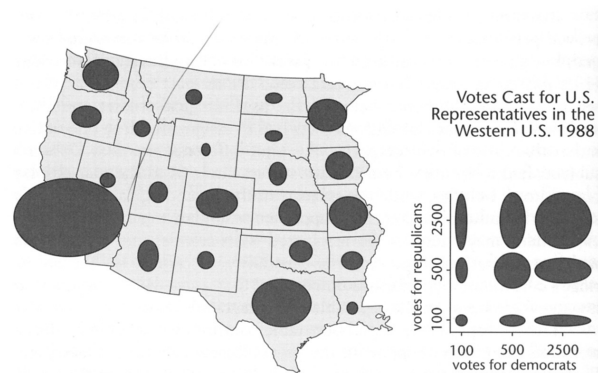 Votes Cast for U.S.
Representatives in the
Western U.S. 1988
votes for republicans
2500
500
100
100 500 2500
votes for democrats